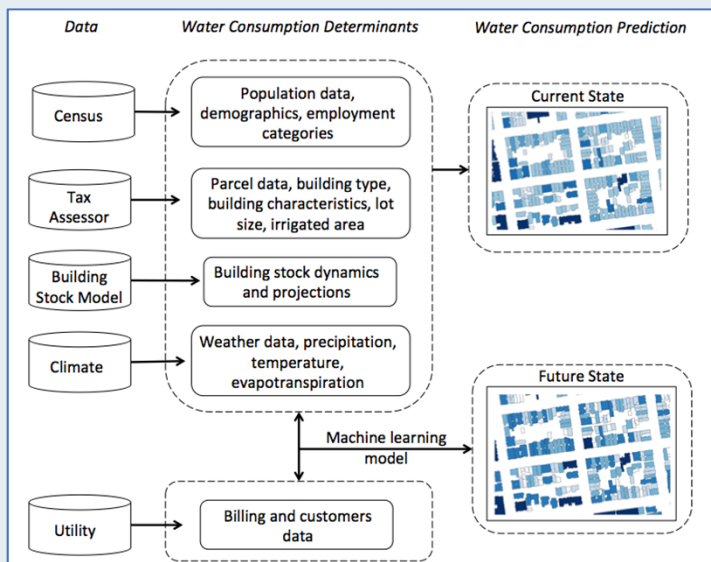 Data
Water Consumption Determinants
Water Consumption Prediction
Census
Population data,
demographics, employment
categories
Tax
Assessor
Parcel data, building type,
building characteristics, lot
size, irrigated area
Building
Stock Model
Building stock dynamics
and projections
Climate
Weather data, precipitation,
temperature,
evapotranspiration
Current State
Machine learning
model
Future State
Utility
Billing and customers
data